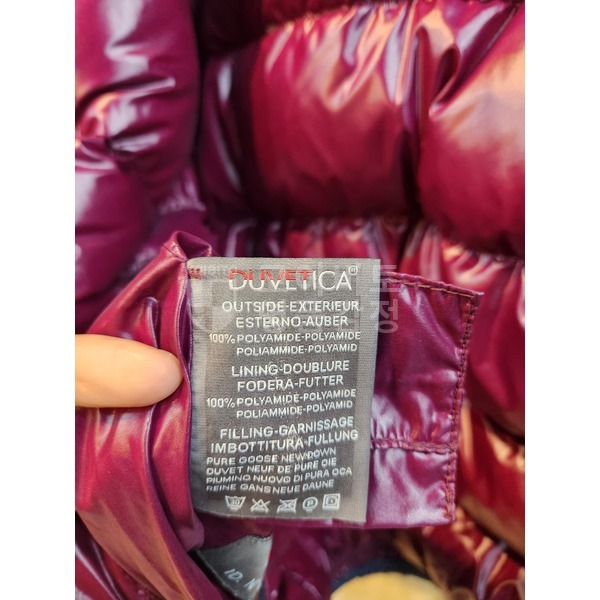 DUVETICA®
OUTSIDE-EXTERIEUR
ESTERNO-AUBER
100% POLYAMIDE-POLYAMIDE
POLIAMMIDE-POLYAMID
LINING-DOUBLURE
FODERA-FUTTER
100% POLYAMIDE-POLYAMIDE
POLIAMMIDE-POLYAMID
FILLING-GARNISSAGE
IMBOTTITURA-FULLUNG
PURE GOOSE NEW DOWN
DUVET NEUF DE PURE OIE
PIUMINO NUOVO DI PURA OCA
REINE GANS NEUE DAUNE
30
P
ID. N